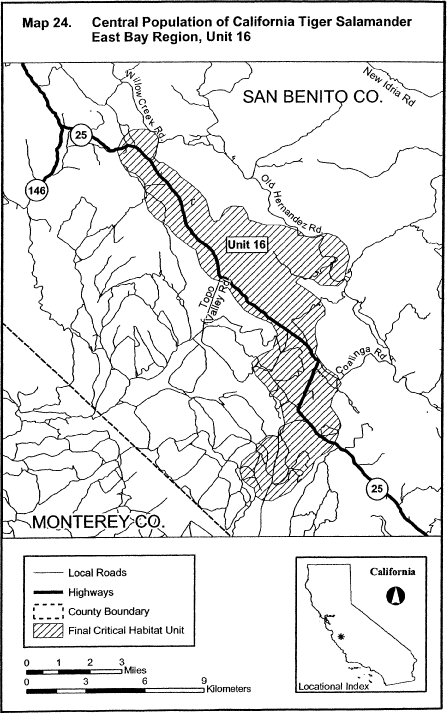 Map 24. Central Population of California Tiger Salamander
East Bay Region, Unit 16
Willow Creek Rd
New Idria Rd
SAN BENITO CO.
25
146
Old Hernandez Rd
Unit 16
Topo
Valley Rd
Coalinga Rd
25
MONTEREY CO.
Local Roads
Highways
County Boundary
Final Critical Habitat Unit
0 1 2 3
Miles
0 3 6 9
Kilometers
California
Locational Index